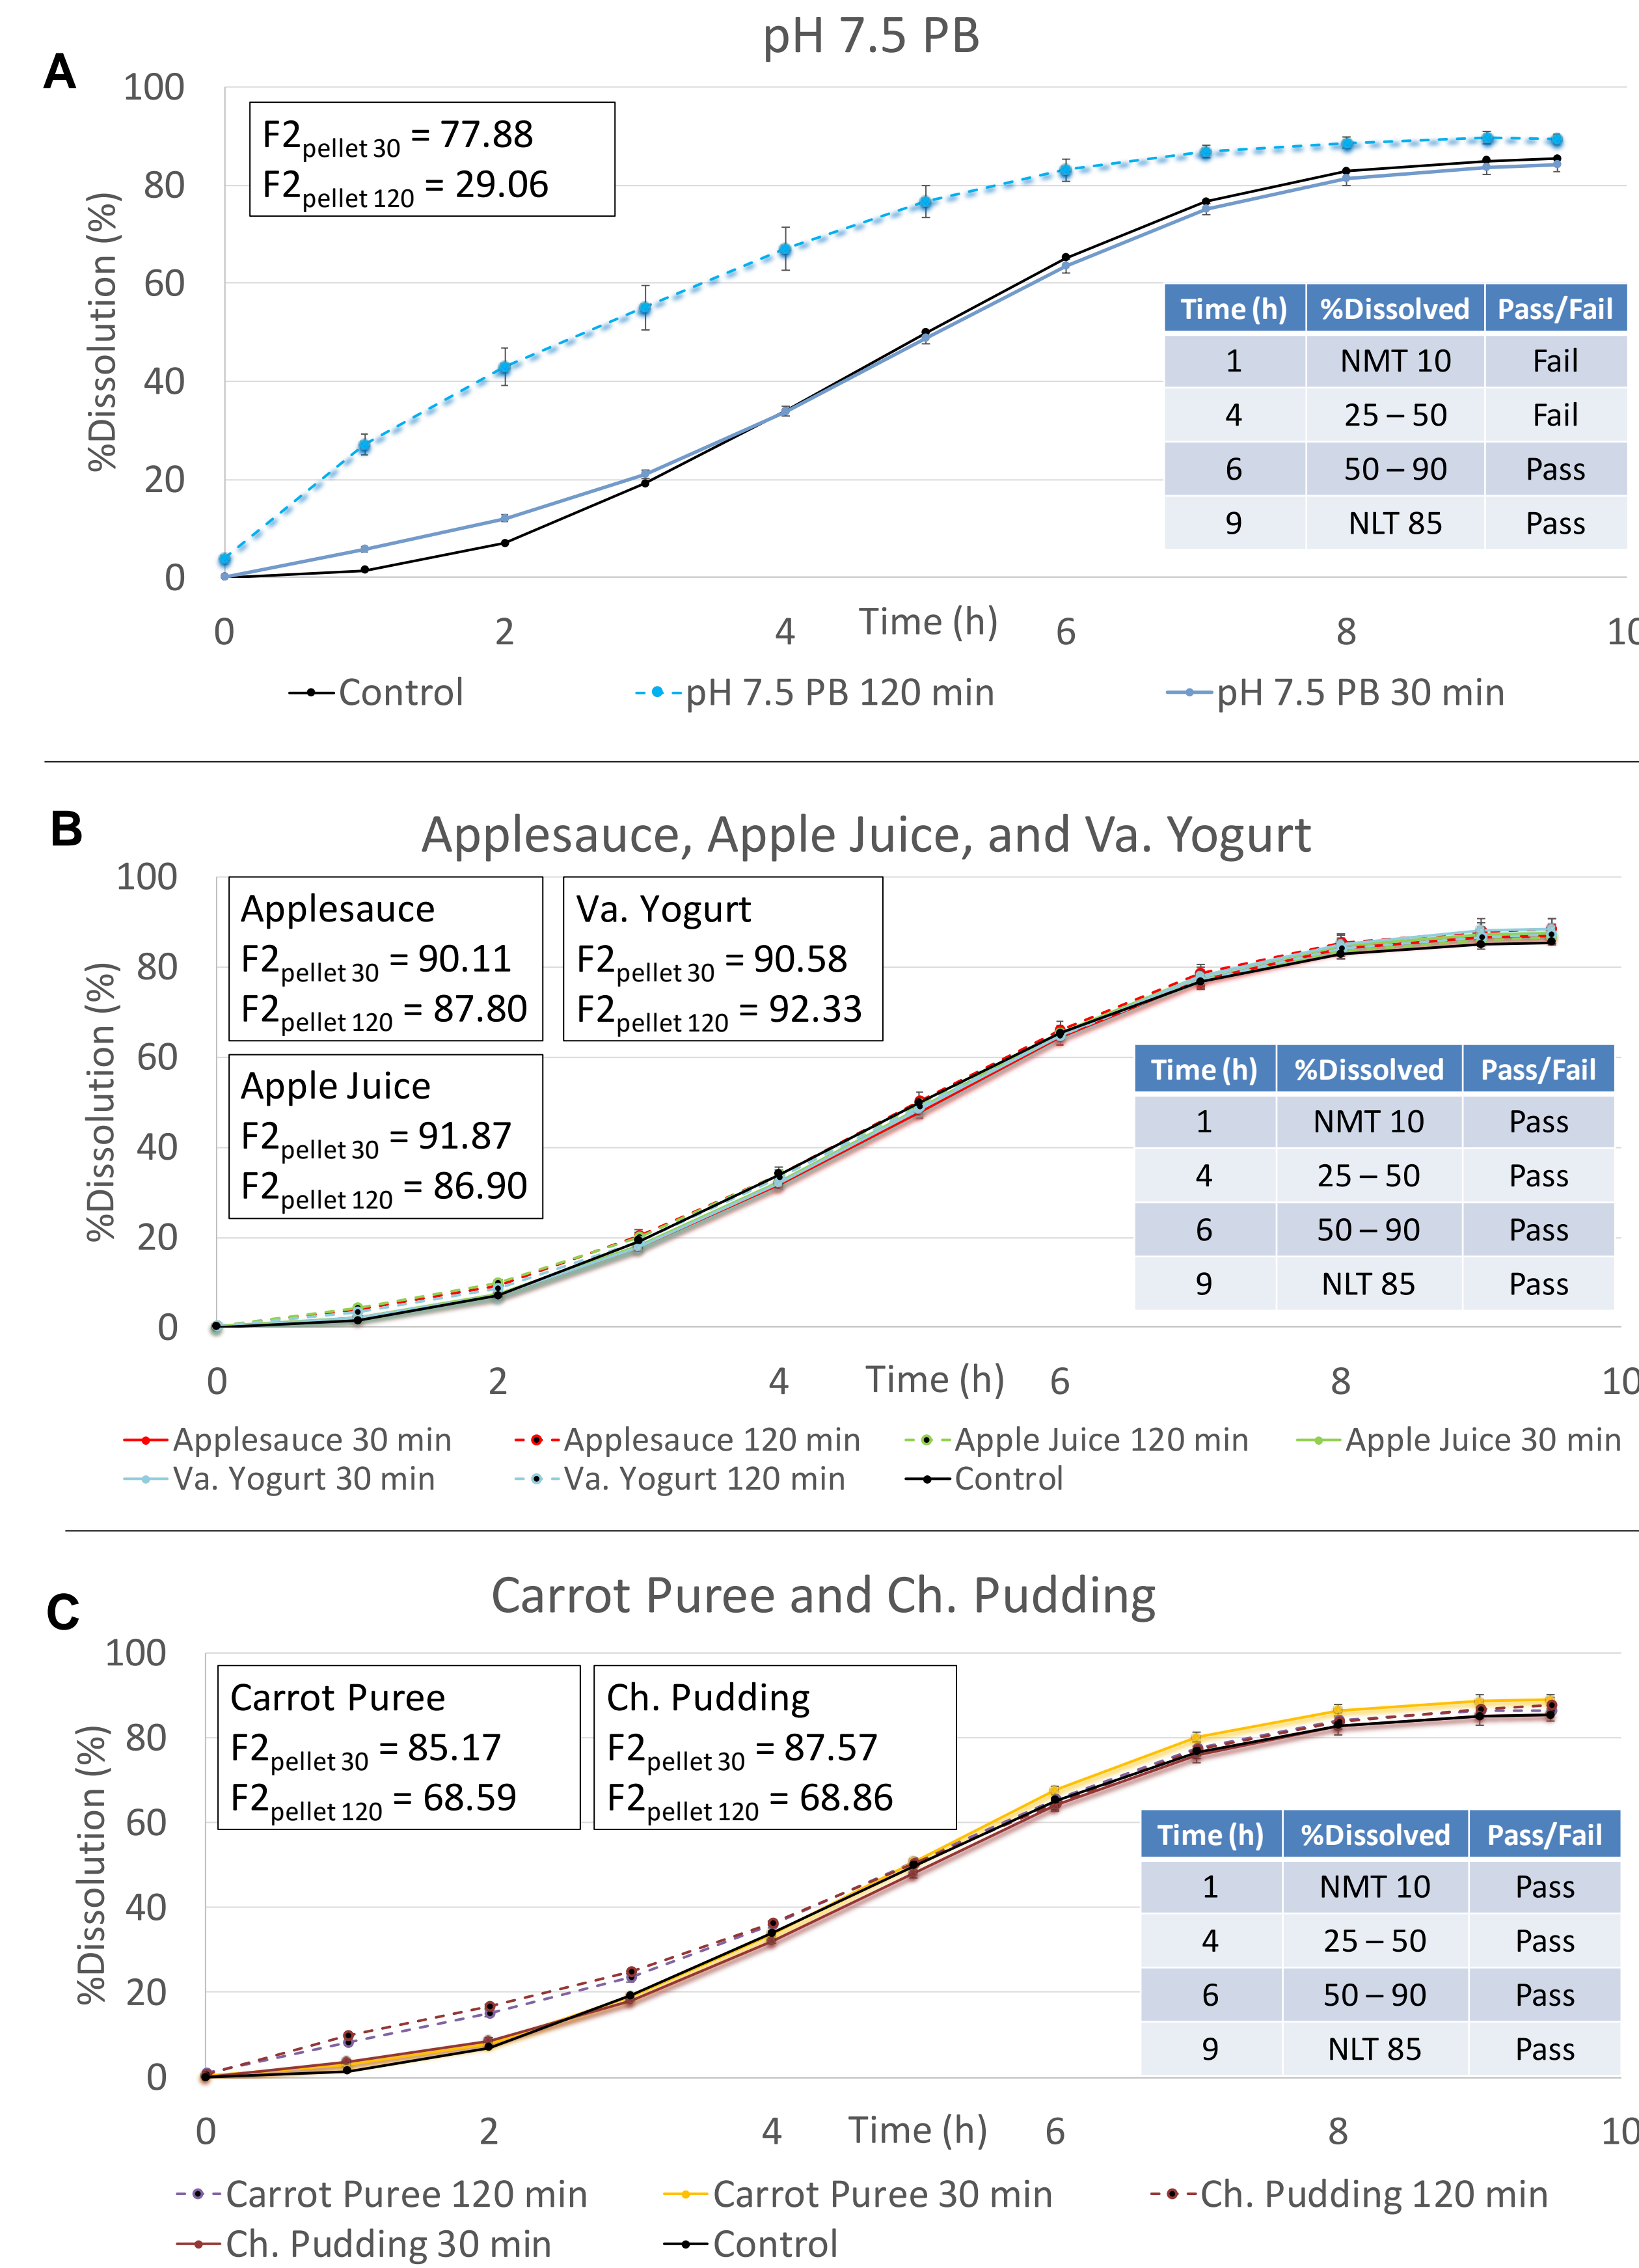 A
pH 7.5 PB
100
80
60
40
20
0
%Dissolution (%)
F2pellet 30 = 77.88
F2pellet 120 = 29.06
Time (h) %Dissolved Pass/Fail
1 NMT 10 Fail
4 25 – 50 Fail
6 50 – 90 Pass
9 NLT 85 Pass
0 2 4 6 8 10
Time (h)
Control pH 7.5 PB 120 min pH 7.5 PB 30 min
B
Applesauce, Apple Juice, and Va. Yogurt
100
80
60
40
20
0
%Dissolution (%)
Applesauce
F2pellet 30 = 90.11
F2pellet 120 = 87.80
Va. Yogurt
F2pellet 30 = 90.58
F2pellet 120 = 92.33
Apple Juice
F2pellet 30 = 91.87
F2pellet 120 = 86.90
Time (h) %Dissolved Pass/Fail
1 NMT 10 Pass
4 25 – 50 Pass
6 50 – 90 Pass
9 NLT 85 Pass
0 2 4 6 8 10
Time (h)
Applesauce 30 min Applesauce 120 min Apple Juice 120 min Apple Juice 30 min
Va. Yogurt 30 min Va. Yogurt 120 min Control
C
Carrot Puree and Ch. Pudding
100
80
60
40
20
0
%Dissolution (%)
Carrot Puree
F2pellet 30 = 85.17
F2pellet 120 = 68.59
Ch. Pudding
F2pellet 30 = 87.57
F2pellet 120 = 68.86
Time (h) %Dissolved Pass/Fail
1 NMT 10 Pass
4 25 – 50 Pass
6 50 – 90 Pass
9 NLT 85 Pass
0 2 4 6 8 10
Time (h)
Carrot Puree 120 min Carrot Puree 30 min Ch. Pudding 120 min
Ch. Pudding 30 min Control